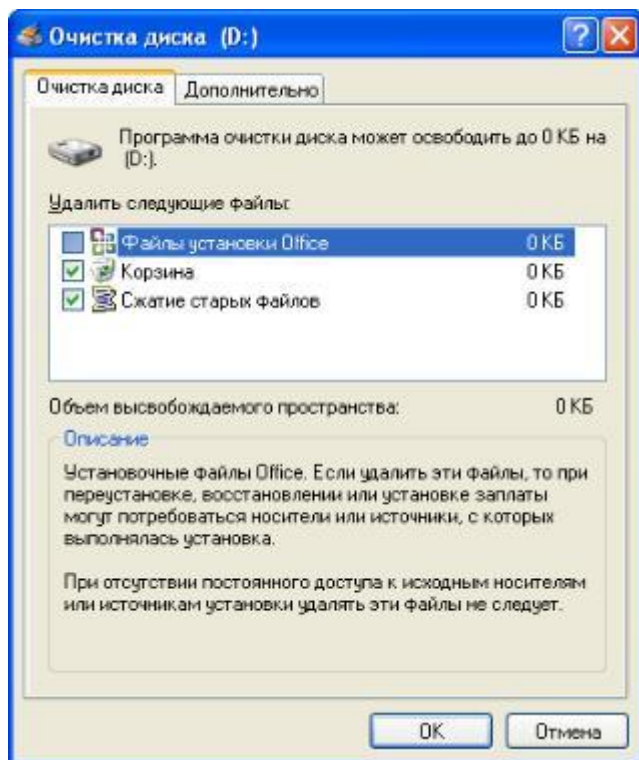 Очистка диска (D:)
Очистка диска Дополнительно
Программа очистки диска может освободить до 0 КБ на
(D:).
Удалить следующие файлы:
Файлы установки Office 0 КБ
Корзина 0 КБ
Сжатие старых файлов 0 КБ
Объем высвобождаемого пространства: 0 КБ
Описание
Установочные файлы Office. Если удалить эти файлы, то при
переустановке, восстановлении или установке заплаты
могут потребоваться носители или источники, с которых
выполнялась установка.
При отсутствии постоянного доступа к исходным носителям
или источникам установки удалять эти файлы не следует.
OK Отмена